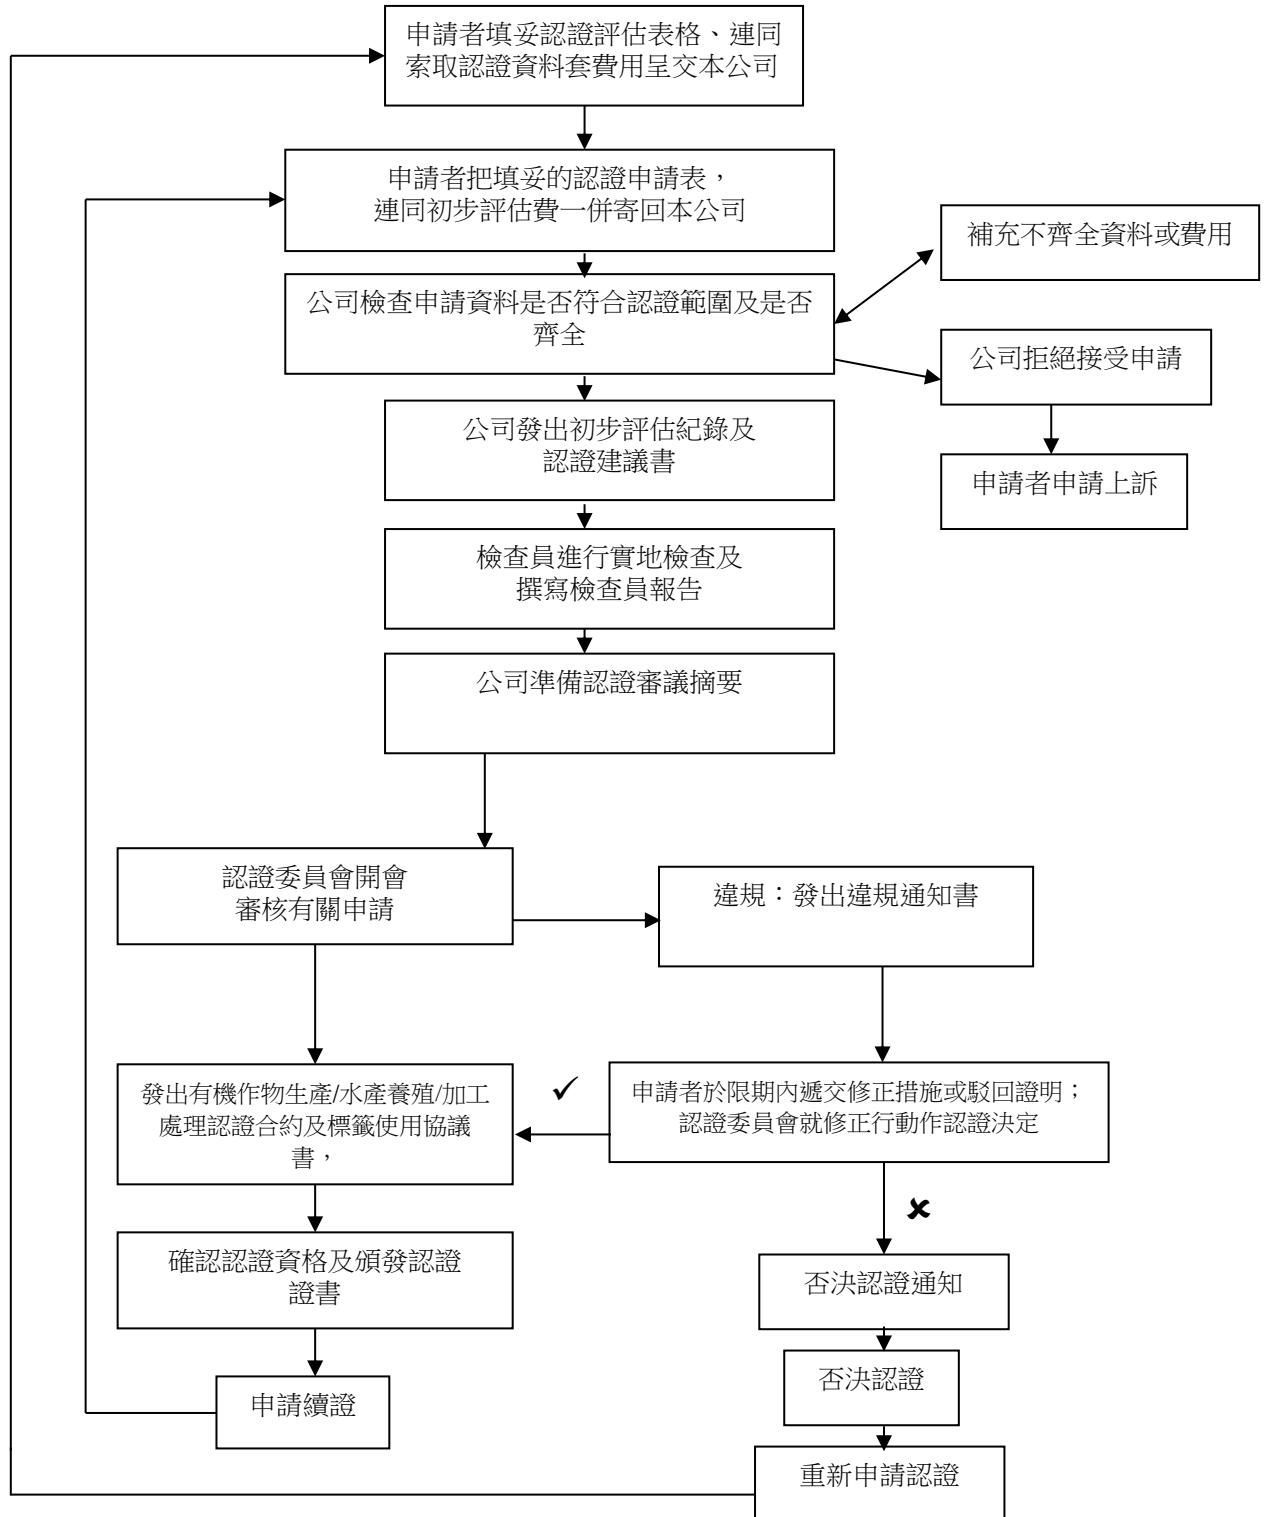 申請者填妥認證評估表格、連同
索取認證資料套費用呈交本公司
申請者把填妥的認證申請表，
連同初步評估費一併寄回本公司
補充不齊全資料或費用
公司檢查申請資料是否符合認證範圍及是否
齊全
公司拒絕接受申請
公司發出初步評估紀錄及
認證建議書
申請者申請上訴
檢查員進行實地檢查及
撰寫檢查員報告
公司準備認證審議摘要
認證委員會開會
審核有關申請
違規：發出違規通知書
發出有機作物生產/水產養殖/加工
處理認證合約及標籤使用協議
書，
✓
申請者於限期內遞交修正措施或駁回證明；
認證委員會就修正行動作認證決定
✘
確認認證資格及頒發認證
證書
否決認證通知
否決認證
申請續證
重新申請認證